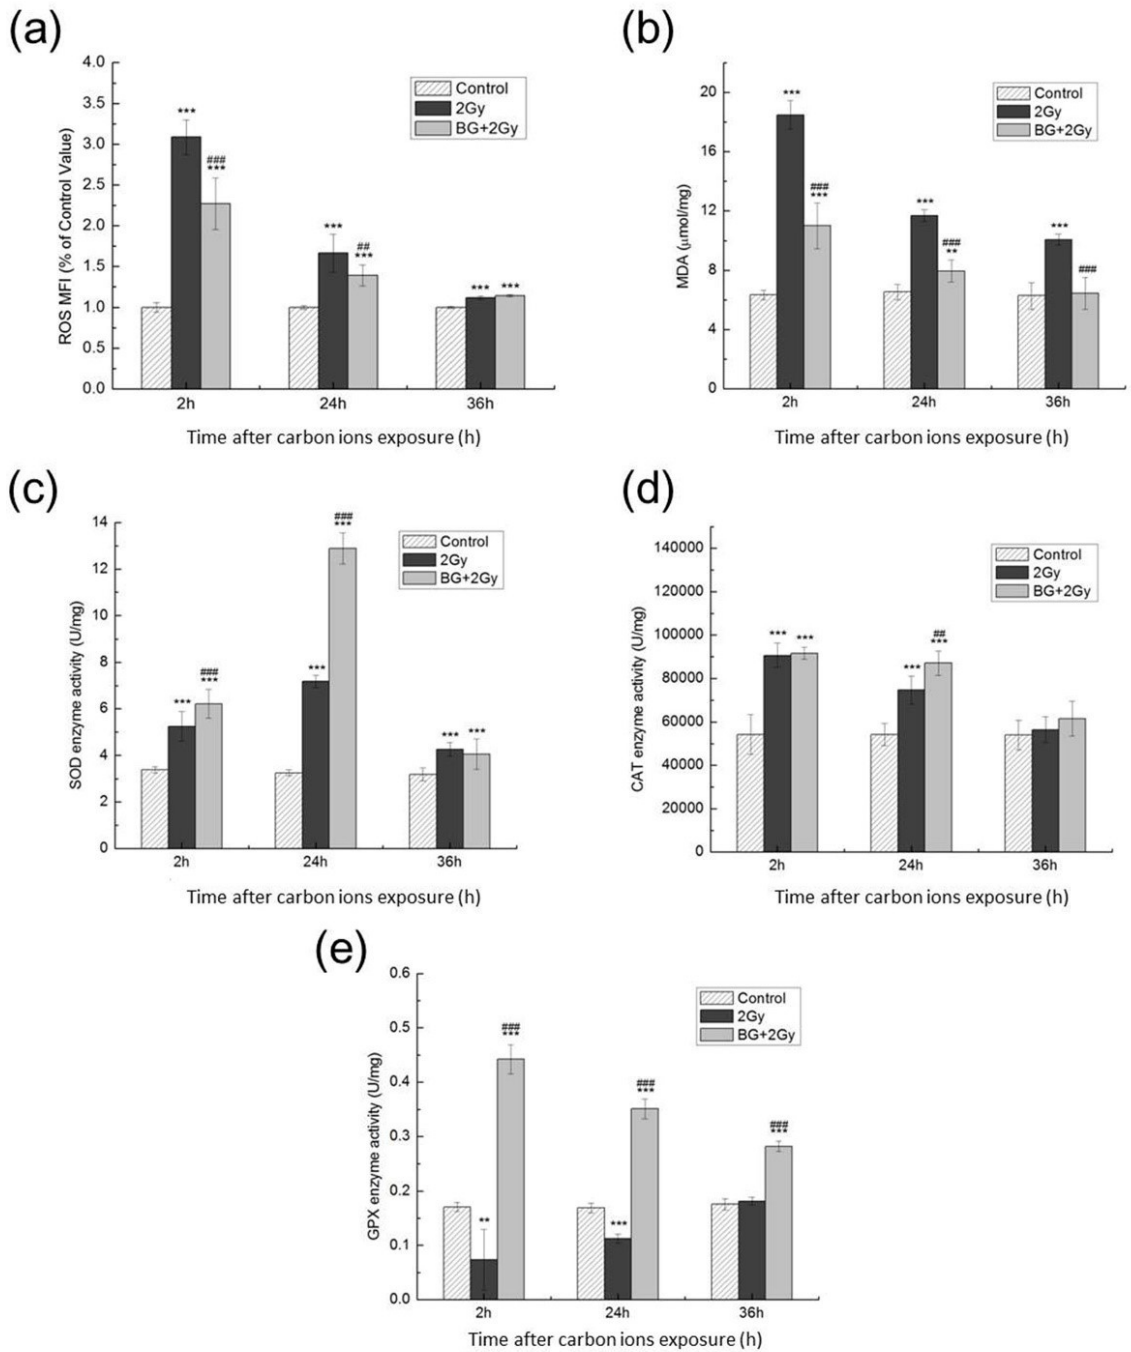 (a)
4.0
3.5
3.0
2.5
2.0
1.5
1.0
0.5
0.0
ROS MFI (% of Control Value)
Control
2Gy
BG+2Gy
***
###
***
***
##
***
***
***
2h
24h
36h
Time after carbon ions exposure (h)
(b)
20
16
12
8
4
0
MDA (μmol/mg)
Control
2Gy
BG+2Gy
***
###
***
***
###
**
***
###
2h
24h
36h
Time after carbon ions exposure (h)
(c)
14
12
10
8
6
4
2
0
SOD enzyme activity (U/mg)
Control
2Gy
BG+2Gy
***
###
***
***
###
***
***
***
2h
24h
36h
Time after carbon ions exposure (h)
(d)
140000
120000
100000
80000
60000
40000
20000
0
CAT enzyme activity (U/mg)
Control
2Gy
BG+2Gy
***
***
***
##
***
2h
24h
36h
Time after carbon ions exposure (h)
(e)
0.6
0.5
0.4
0.3
0.2
0.1
0.0
GPX enzyme activity (U/mg)
Control
2Gy
BG+2Gy
**
###
***
***
###
***
###
***
2h
24h
36h
Time after carbon ions exposure (h)